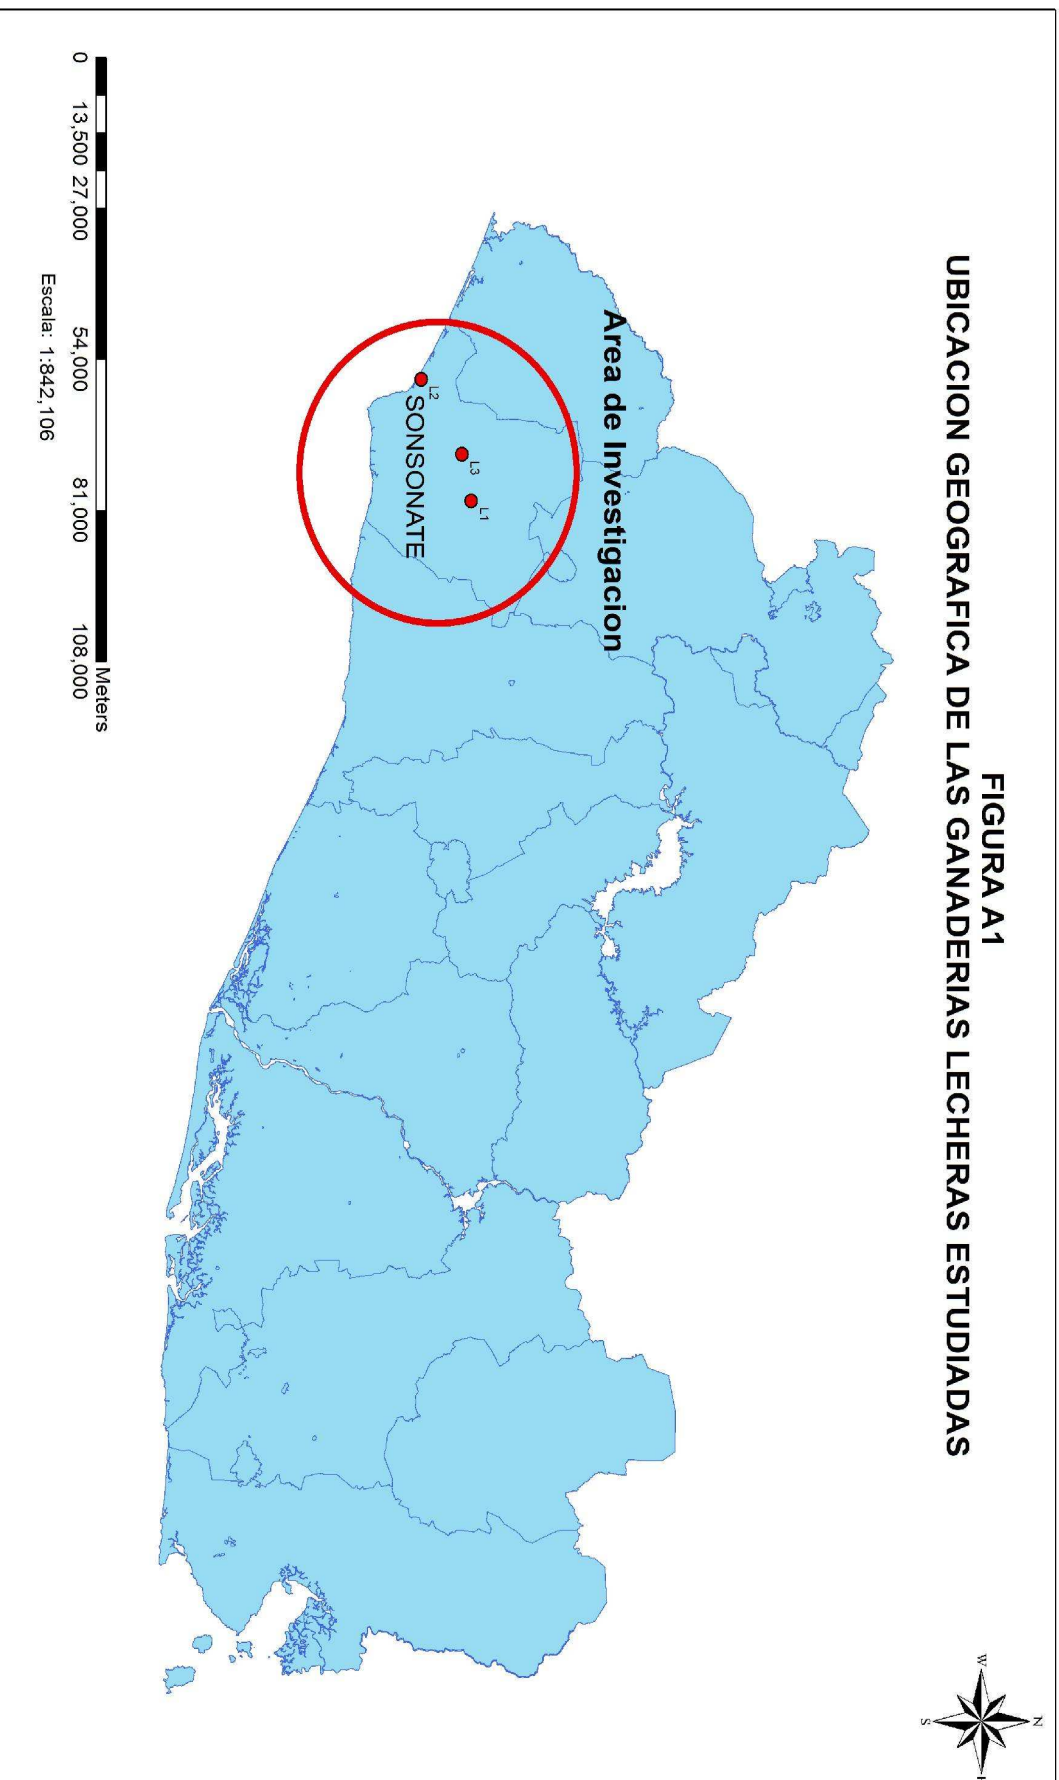 FIGURA A1
UBICACION GEOGRAFICA DE LAS GANADERIAS LECHERAS ESTUDIADAS
N
W
S
Area de Investigacion
L1
L3
L2
SONSONATE
0 13,500 27,000 54,000 81,000 108,000
Meters
Escala: 1:842,106